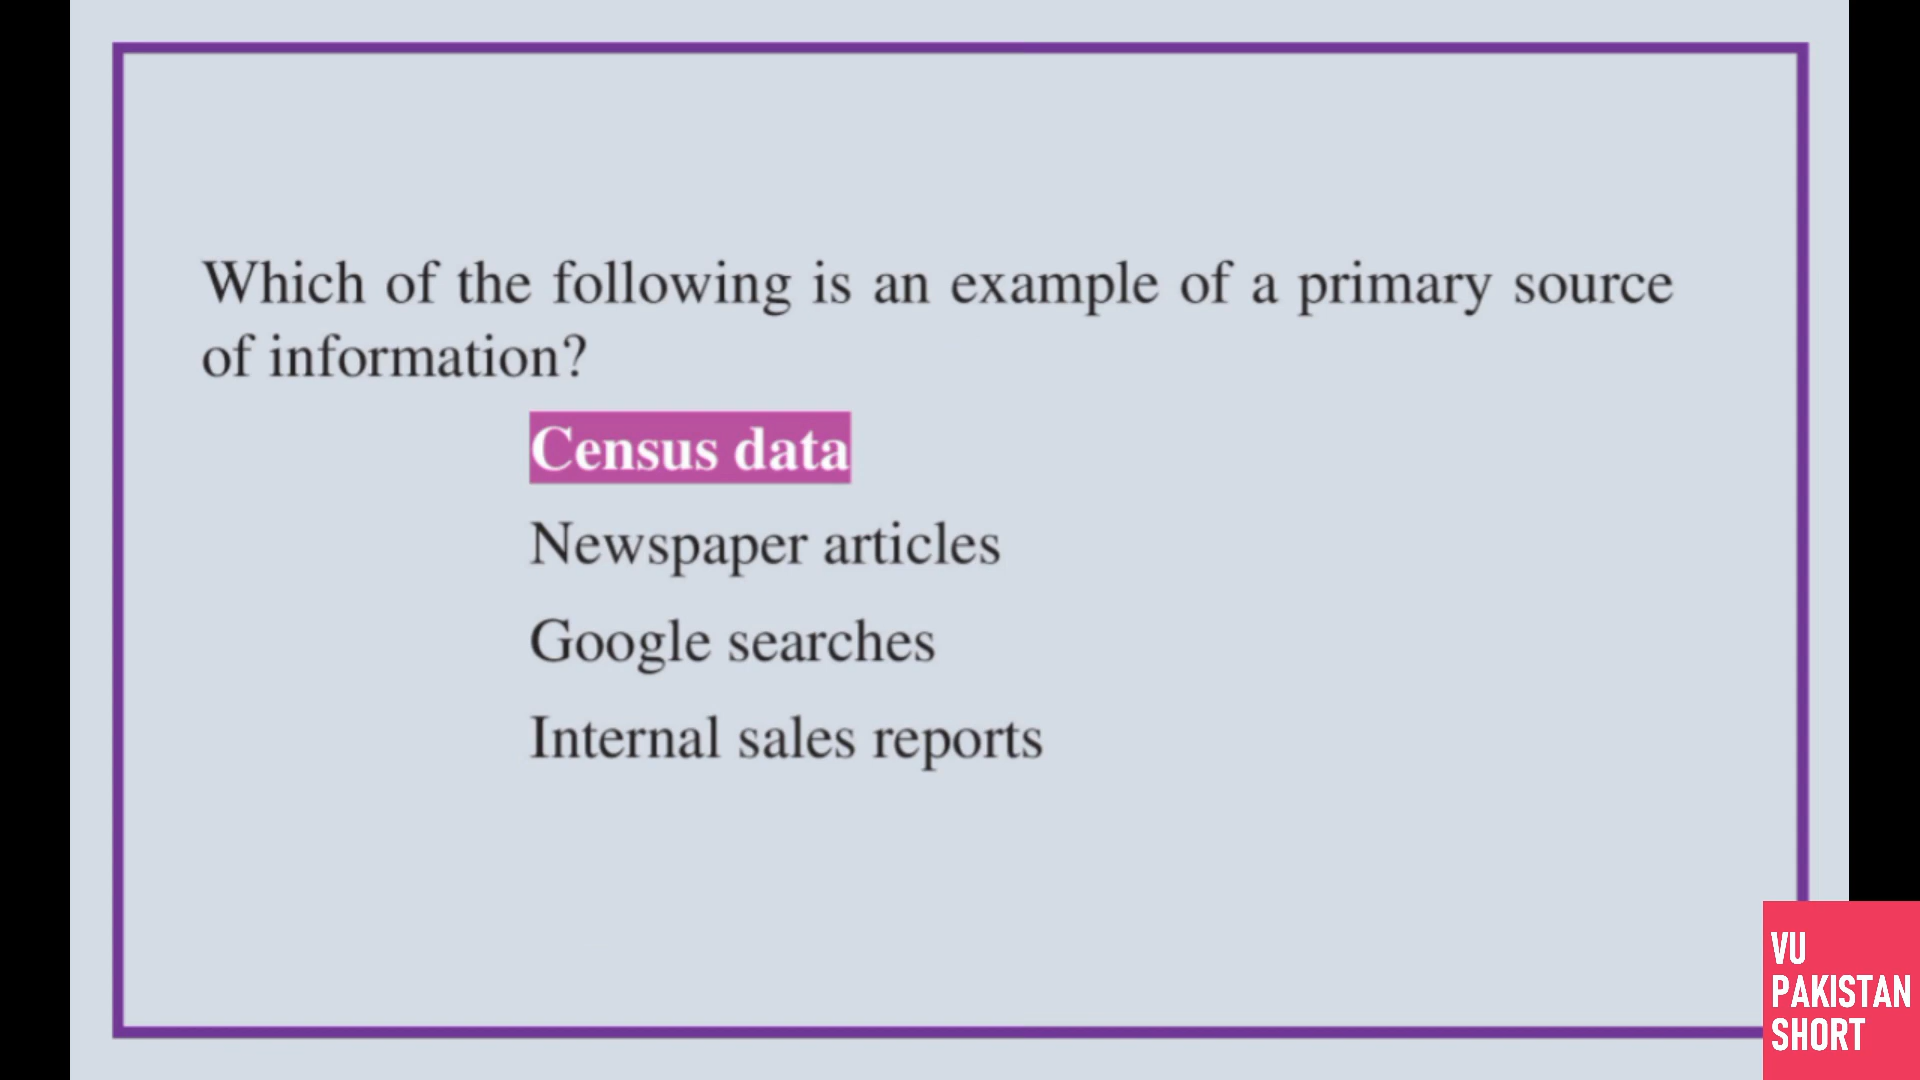 Which of the following is an example of a primary source
of information?
Census data
Newspaper articles
Google searches
Internal sales reports
VU
PAKISTAN
SHORT